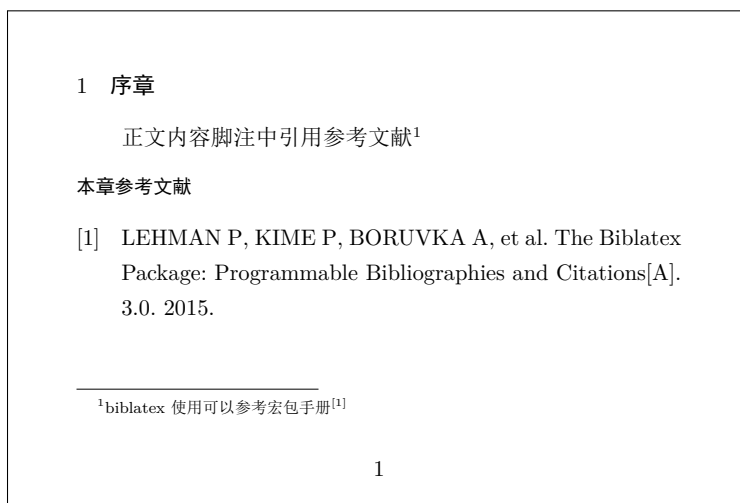 1 序章
正文内容脚注中引用参考文献1
本章参考文献
[1] LEHMAN P, KIME P, BORUVKA A, et al. The Biblatex
Package: Programmable Bibliographies and Citations[A].
3.0. 2015.
1biblatex 使用可以参考宏包手册[1]
1